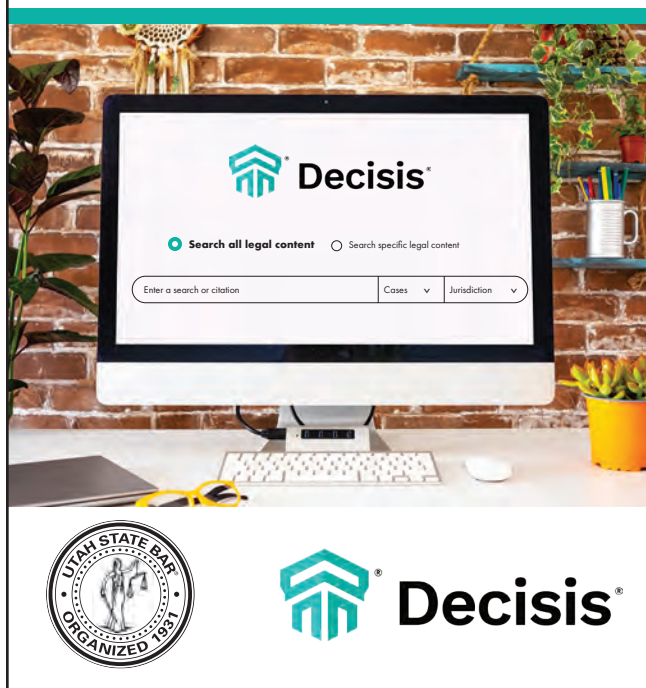 ® Decisis®
Search all legal content Search specific legal content
Enter a search or citation Cases Jurisdiction
UTAH STATE BAR®
ORGANIZED 1931
® Decisis®